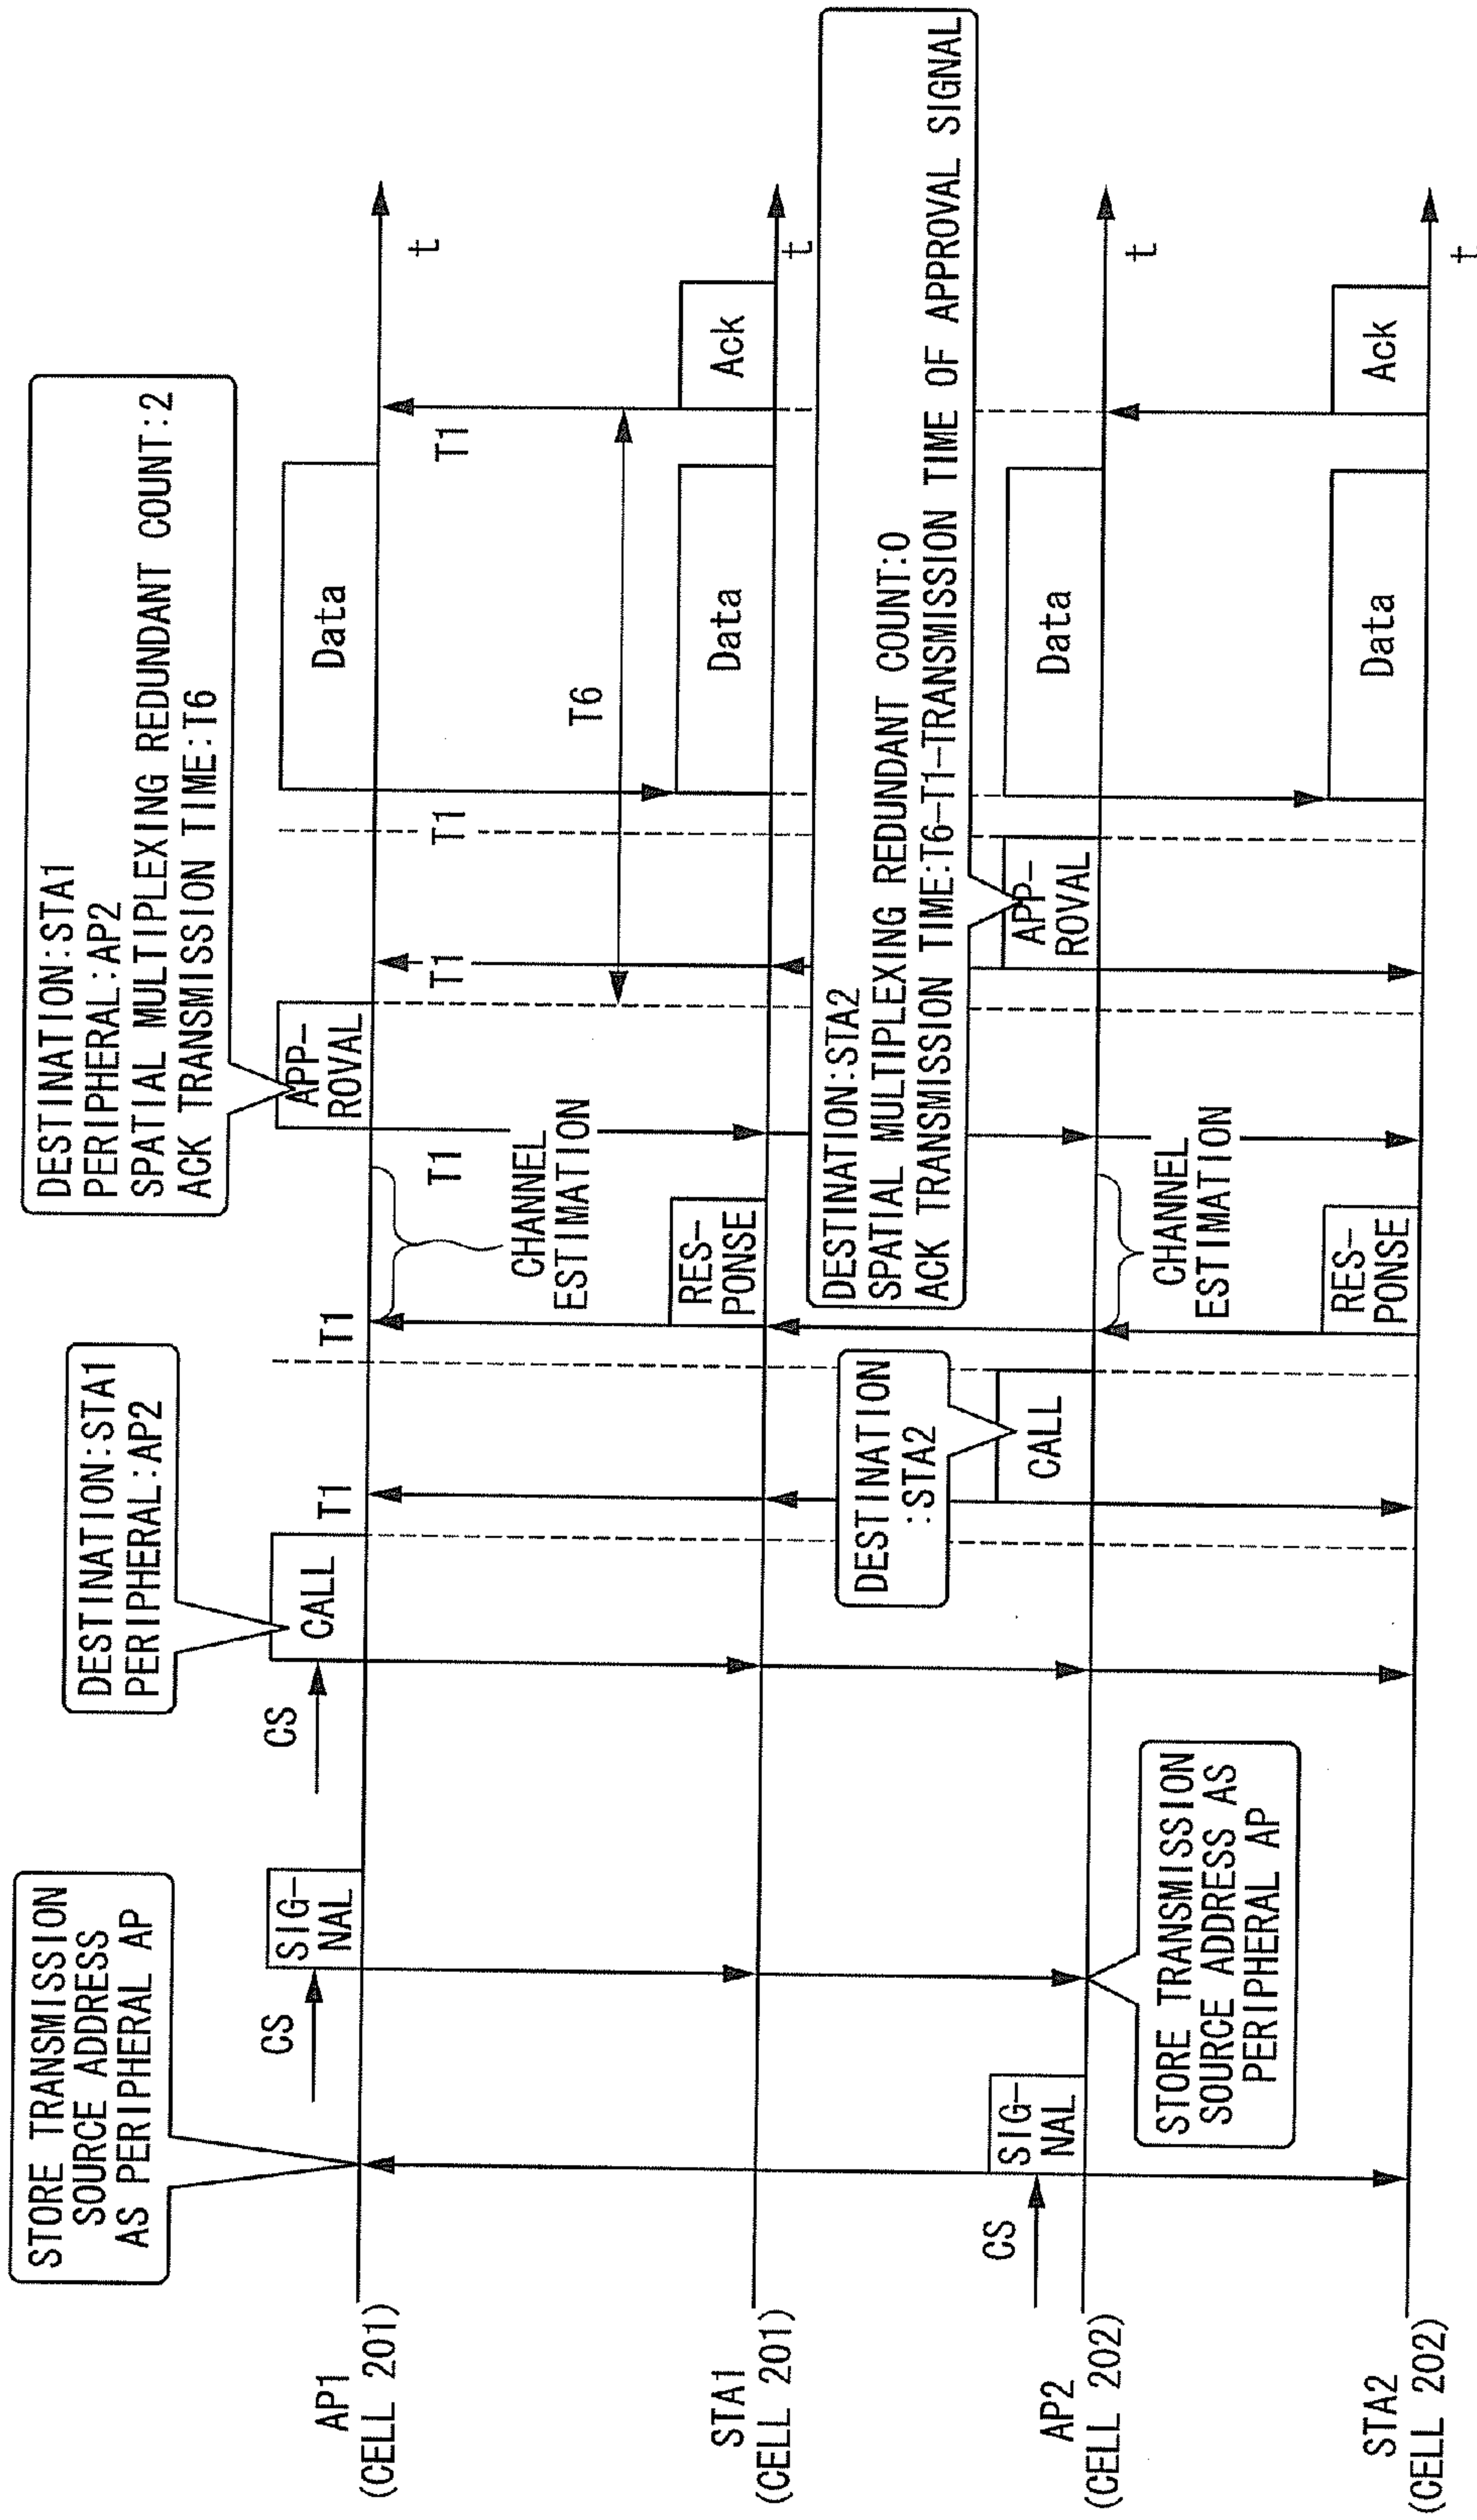 STORE TRANSMISSION
SOURCE ADDRESS
AS PERIPHERAL AP
DESTINATION:STA1
PERIPHERAL:AP2
DESTINATION:STA1
PERIPHERAL:AP2
SPATIAL MULTIPLEXING REDUNDANT COUNT:2
ACK TRANSMISSION TIME:T6
AP1
(CELL 201)
CS
SIG-
NAL
CS
CALL
T1
T1
CHANNEL
ESTIMATION
T1
APP-
ROVAL
T1
T1
Data
T6
T1
t
STA1
(CELL 201)
RES-
PONSE
Data
Ack
t
DESTINATION
:STA2
DESTINATION:STA2
SPATIAL MULTIPLEXING REDUNDANT COUNT:0
ACK TRANSMISSION TIME:T6-T1-TRANSMISSION TIME OF APPROVAL SIGNAL
AP2
(CELL 202)
CS
SIG-
NAL
CALL
CHANNEL
ESTIMATION
APP-
ROVAL
Data
t
STORE TRANSMISSION
SOURCE ADDRESS AS
PERIPHERAL AP
STA2
(CELL 202)
RES-
PONSE
Data
Ack
t